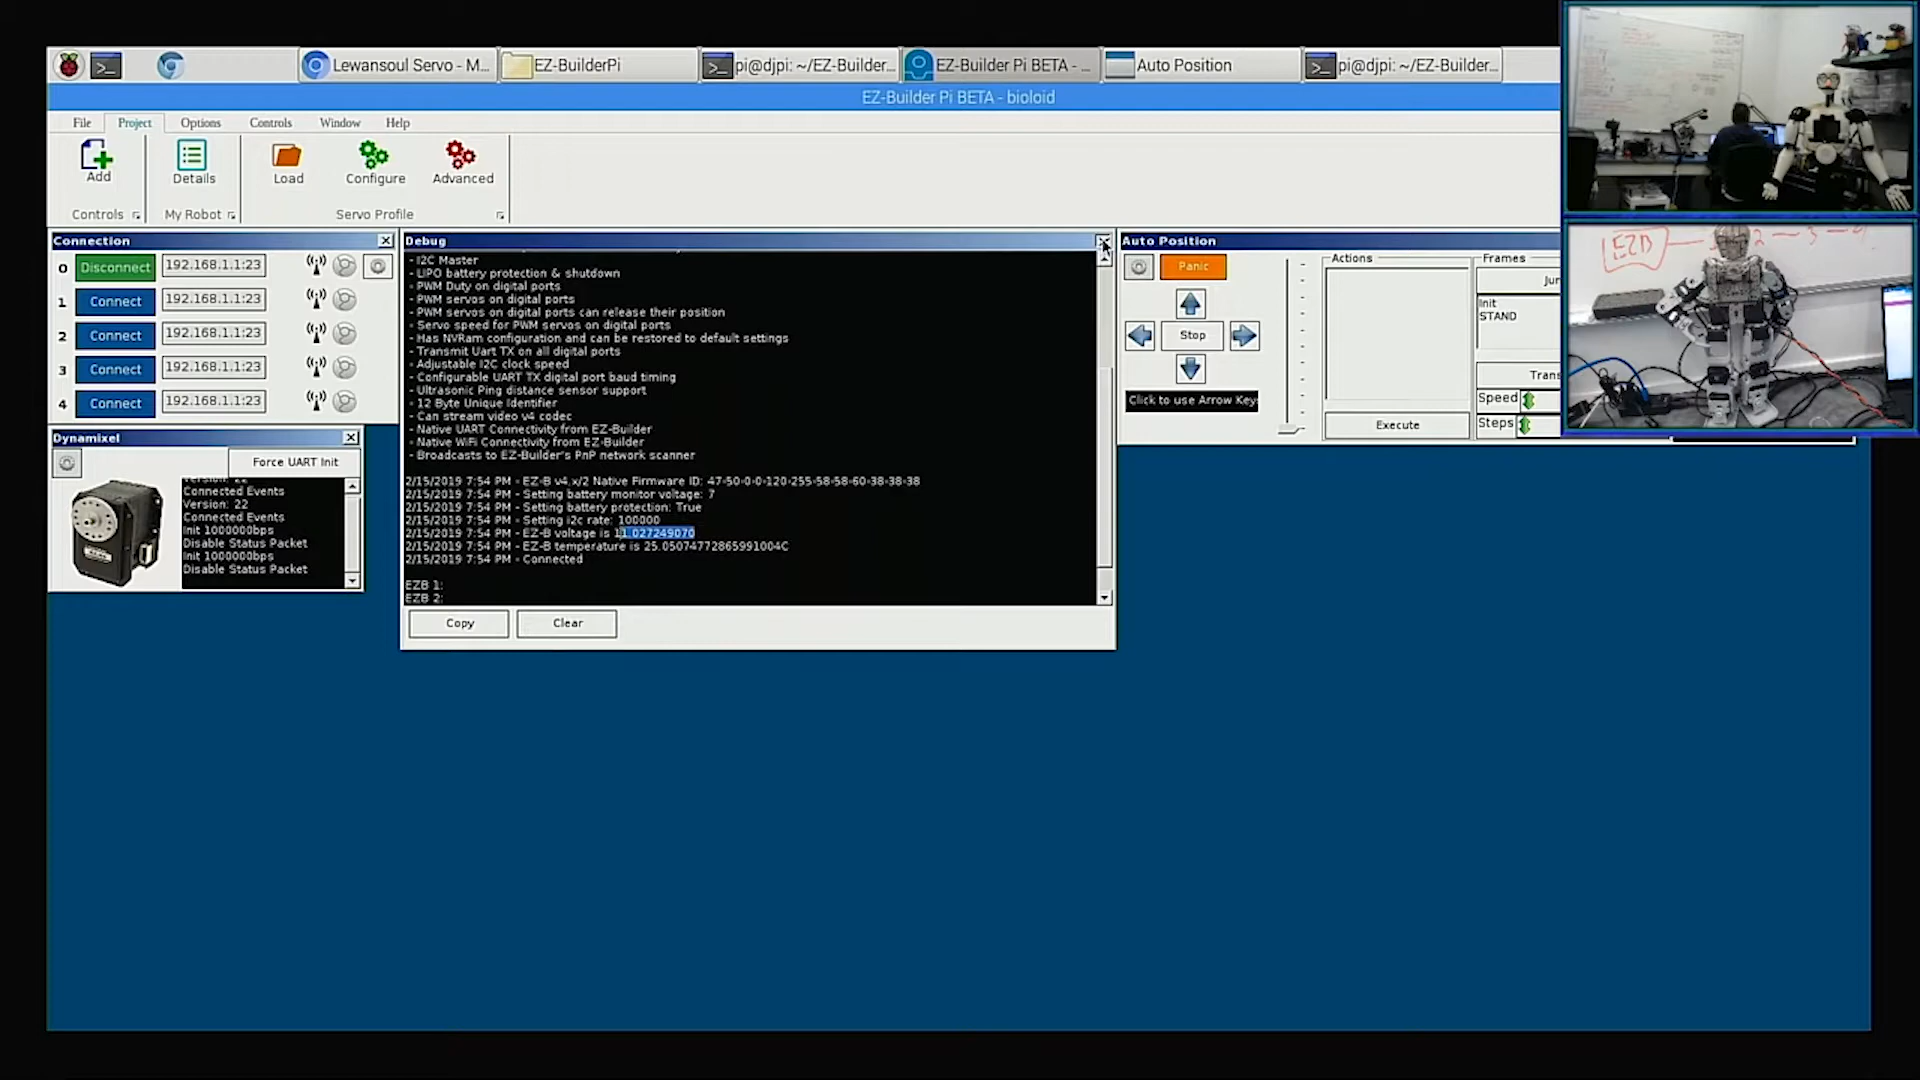 Lewansoul Servo - M...
EZ-BuilderPi
pi@djpi: ~/EZ-Builder...
EZ-Builder Pi BETA - ...
Auto Position
pi@djpi: ~/EZ-Builder...
EZ-Builder Pi BETA - bioloid
File Project Options Controls Window Help
Add
Details
Load
Configure
Advanced
Controls
My Robot
Servo Profile
Connection
0 Disconnect 192.168.1.1:23
1 Connect 192.168.1.1:23
2 Connect 192.168.1.1:23
3 Connect 192.168.1.1:23
4 Connect 192.168.1.1:23
Dynamixel
Force UART Init
Version: 22
Connected Events
Version: 22
Connected Events
Init 1000000bps
Disable Status Packet
Init 1000000bps
Disable Status Packet
Debug
- I2C Master
- LIPO battery protection & shutdown
- PWM Duty on digital ports
- PWM servos on digital ports
- PWM servos on digital ports can release their position
- Servo speed for PWM servos on digital ports
- Has NVRam configuration and can be restored to default settings
- Transmit Uart TX on all digital ports
- Adjustable I2C clock speed
- Configurable UART TX digital port baud timing
- Ultrasonic Ping distance sensor support
- 12 Byte Unique Identifier
- Can stream video v4 codec
- Native UART Connectivity from EZ-Builder
- Native WiFi Connectivity from EZ-Builder
- Broadcasts to EZ-Builder's PnP network scanner
2/15/2019 7:54 PM - EZ-B v4.x/2 Native Firmware ID: 47-50-0-0-120-255-58-58-60-38-38-38
2/15/2019 7:54 PM - Setting battery monitor voltage: 7
2/15/2019 7:54 PM - Setting battery protection: True
2/15/2019 7:54 PM - Setting i2c rate: 100000
2/15/2019 7:54 PM - EZ-B voltage is 11.027249070
2/15/2019 7:54 PM - EZ-B temperature is 25.05074772865991004C
2/15/2019 7:54 PM - Connected
EZB 1:
EZB 2:
Copy
Clear
Auto Position
Panic
Stop
Click to use Arrow Key
Actions
Execute
Frames
Jur
Init
STAND
Trans
Speed
Steps
EZB — 2 — 3 — 4